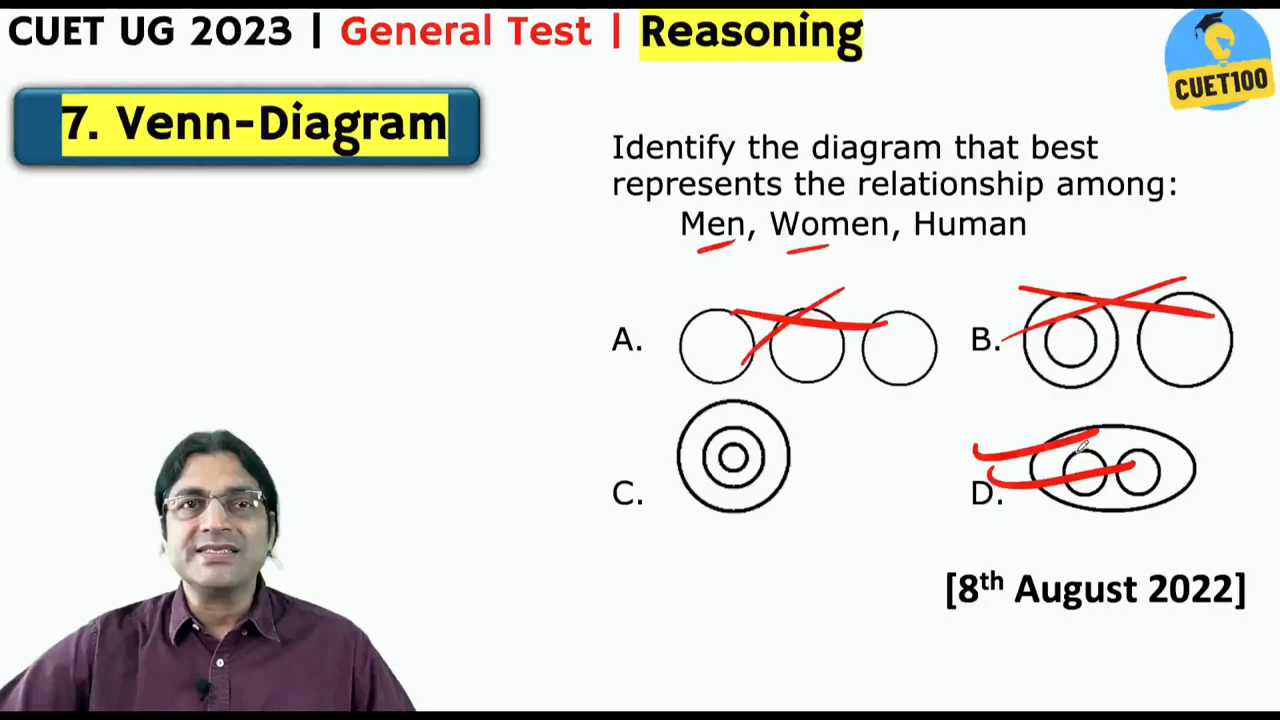 CUET UG 2023 | General Test | Reasoning
CUET100
7. Venn-Diagram
Identify the diagram that best
represents the relationship among:
Men, Women, Human
A.
B.
C.
D.
[8th August 2022]